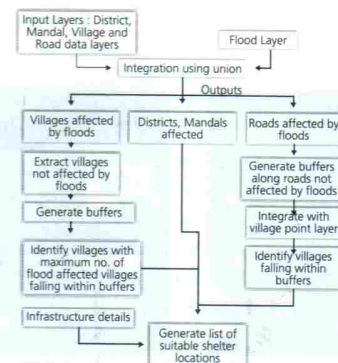 Input Layers : District,
Mandal, Village and
Road data layers
Flood Layer
Integration using union
Outputs
Villages affected
by floods
Districts, Mandals
affected
Roads affected by
floods
Extract villages
not affected by
floods
Generate buffers
along roads not
affected by floods
Generate buffers
Integrate with
village point layer
Identify villages with
maximum no. of
flood affected villages
falling within buffers
Identify villages
falling within
buffers
Infrastructure details
Generate list of
suitable shelter
locations